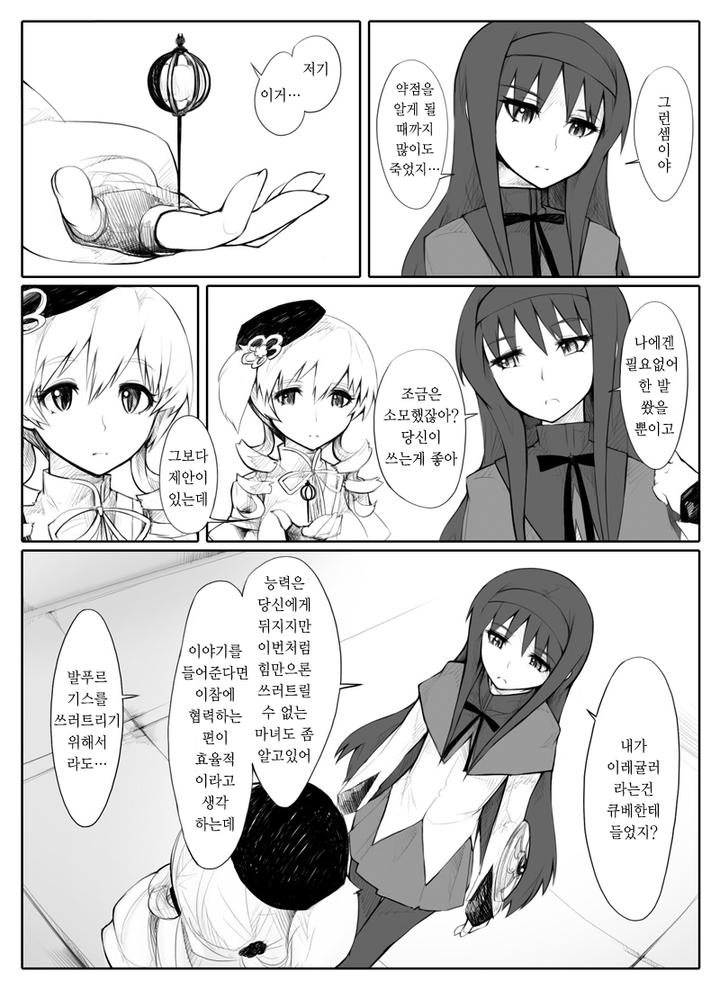 그
런
셈
이
야
약점을
알게 될
때까지
많이도
죽었지…
저기
이거…
나에겐
필요없어
한 발
쐈을
뿐이고
조금은
소모했잖아?
당신이
쓰는게 좋아
그보다
제안이
있는데
내가
이레귤러
라는건
큐베한테
들었지?
능력은
당신에게
뒤지지만
이번처럼
힘만으론
쓰러트릴
수 없는
마녀도 좀
알고있어
이야기를
들어준다면
이참에
협력하는
편이
효율적
이라고
생각
하는데
발푸르
기스를
쓰러트리기
위해서
라도…